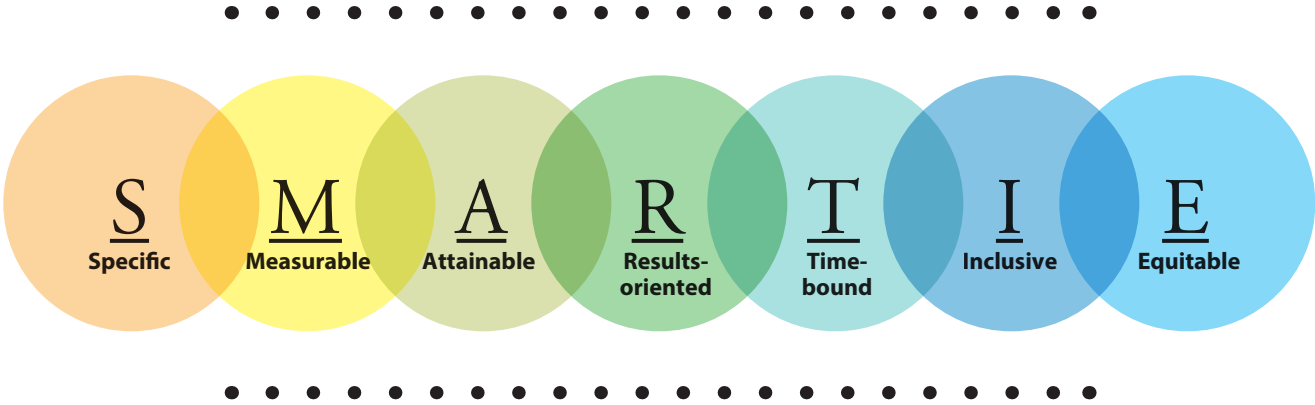 S M A R T I E
Specific Measurable Attainable Results-oriented Time-bound Inclusive Equitable